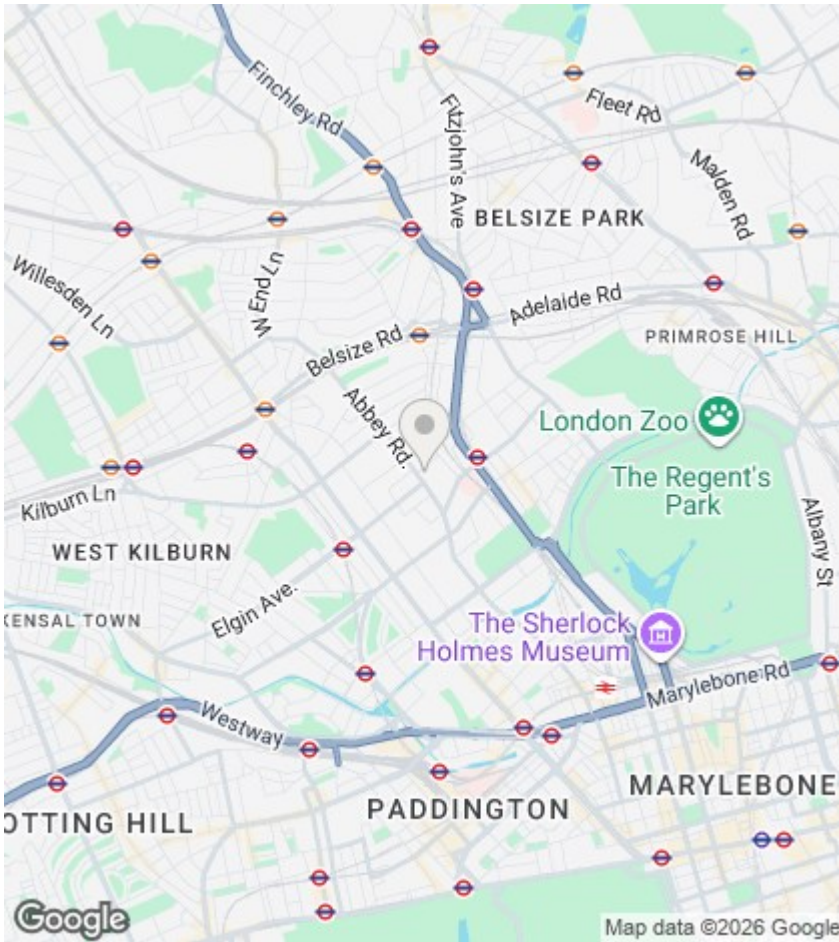 Finchley Rd
Fitzjohn's Ave
Fleet Rd
Malden Rd
BELSIZE PARK
Willesden Ln
W End Ln
Adelaide Rd
Belsize Rd
PRIMROSE HILL
Abbey Rd.
London Zoo
The Regent's
Park
Kilburn Ln
Albany St
WEST KILBURN
Elgin Ave.
KENSAL TOWN
The Sherlock
Holmes Museum
Marylebone Rd
Westway
MARYLEBONE
PADDINGTON
OTTING HILL
Google
Map data ©2026 Google